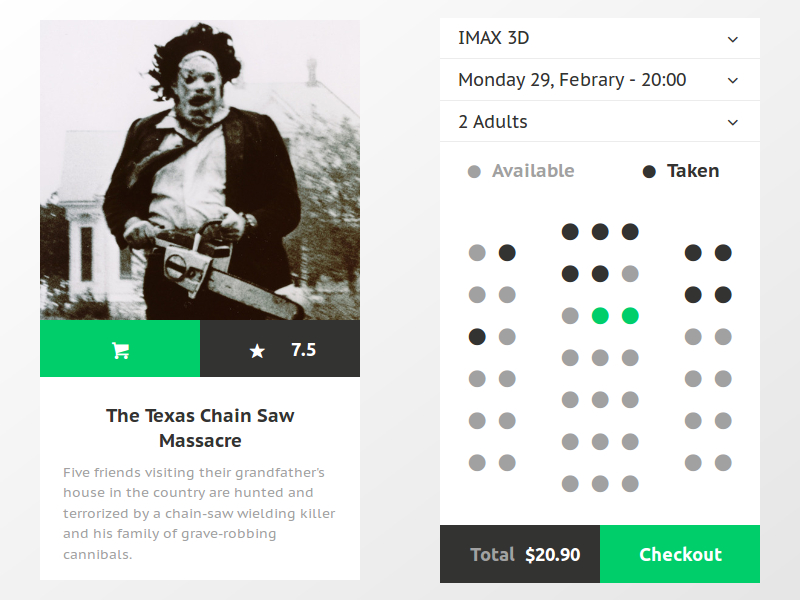 7.5
The Texas Chain Saw
Massacre
Five friends visiting their grandfather's
house in the country are hunted and
terrorized by a chain-saw wielding killer
and his family of grave-robbing
cannibals.
IMAX 3D
Monday 29, Febrary - 20:00
2 Adults
Available Taken
Total $20.90 Checkout